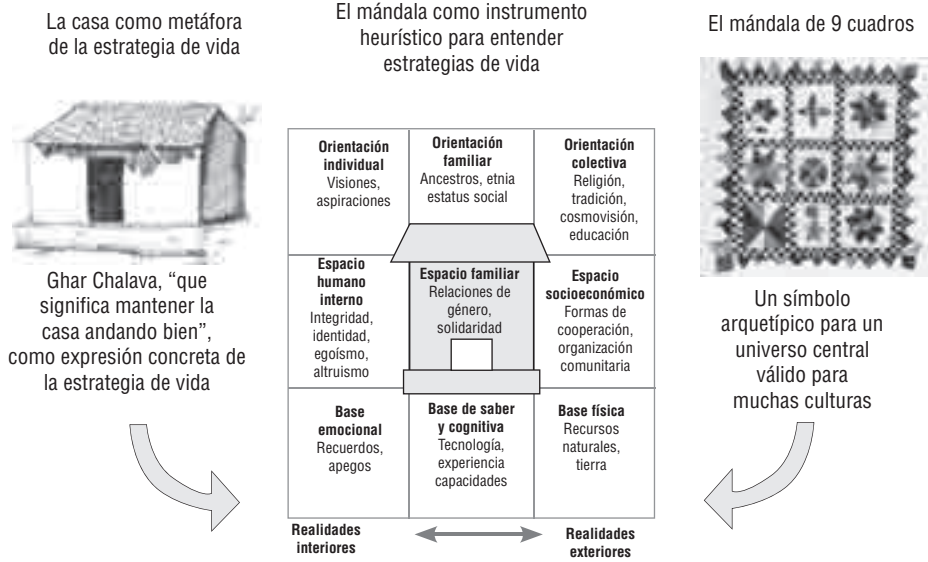 La casa como metáfora
de la estrategia de vida
El mándala como instrumento
heurístico para entender
estrategias de vida
El mándala de 9 cuadros
Orientación
individual
Visiones,
aspiraciones
Orientación
familiar
Ancestros, etnia
estatus social
Orientación
colectiva
Religión,
tradición,
cosmovisión,
educación
Espacio
humano
interno
Integridad,
identidad,
egoísmo,
altruismo
Espacio familiar
Relaciones de
género,
solidaridad
Espacio
socioeconómico
Formas de
cooperación,
organización
comunitaria
Base
emocional
Recuerdos,
apegos
Base de saber
y cognitiva
Tecnología,
experiencia
capacidades
Base física
Recursos
naturales,
tierra
Realidades
interiores
Realidades
exteriores
Ghar Chalava, “que
significa mantener la
casa andando bien”,
como expresión concreta de
la estrategia de vida
Un símbolo
arquetípico para un
universo central
válido para
muchas culturas